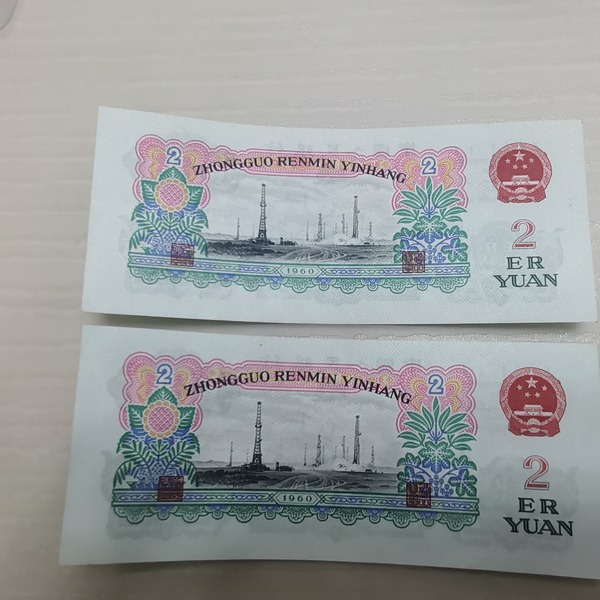 2 ZHONGGUO RENMIN YINHANG 2
1960
2
ER
YUAN
2 ZHONGGUO RENMIN YINHANG 2
1960
2
ER
YUAN